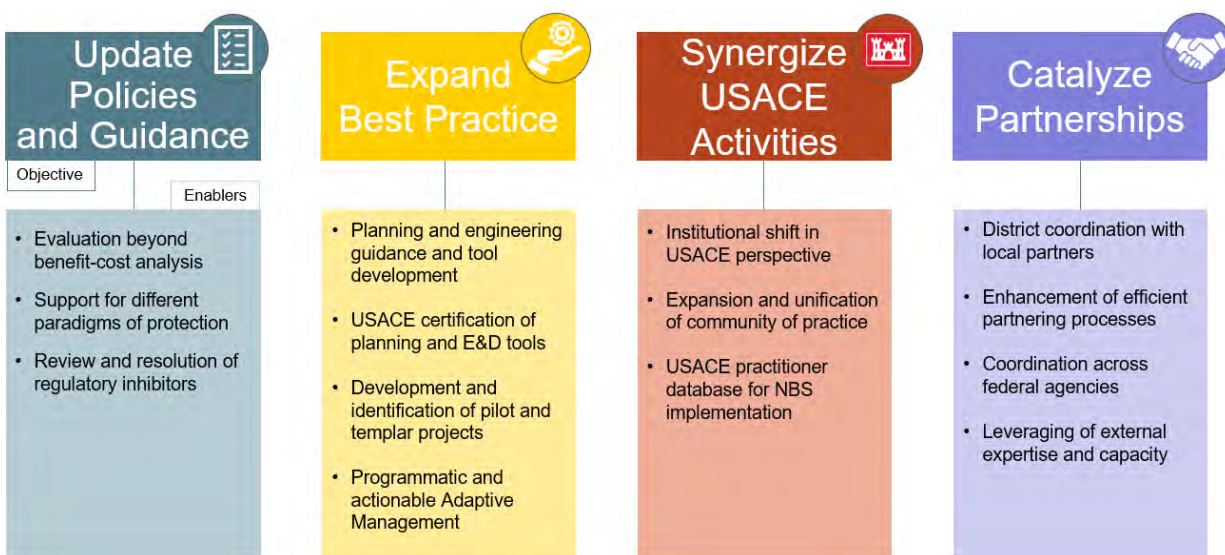 Update
Policies
and Guidance
Objective
Enablers
• Evaluation beyond
benefit-cost analysis
• Support for different
paradigms of protection
• Review and resolution of
regulatory inhibitors
Expand
Best Practice
• Planning and engineering
guidance and tool
development
• USACE certification of
planning and E&D tools
• Development and
identification of pilot and
templar projects
• Programmatic and
actionable Adaptive
Management
Synergize
USACE
Activities
• Institutional shift in
USACE perspective
• Expansion and unification
of community of practice
• USACE practitioner
database for NBS
implementation
Catalyze
Partnerships
• District coordination with
local partners
• Enhancement of efficient
partnering processes
• Coordination across
federal agencies
• Leveraging of external
expertise and capacity